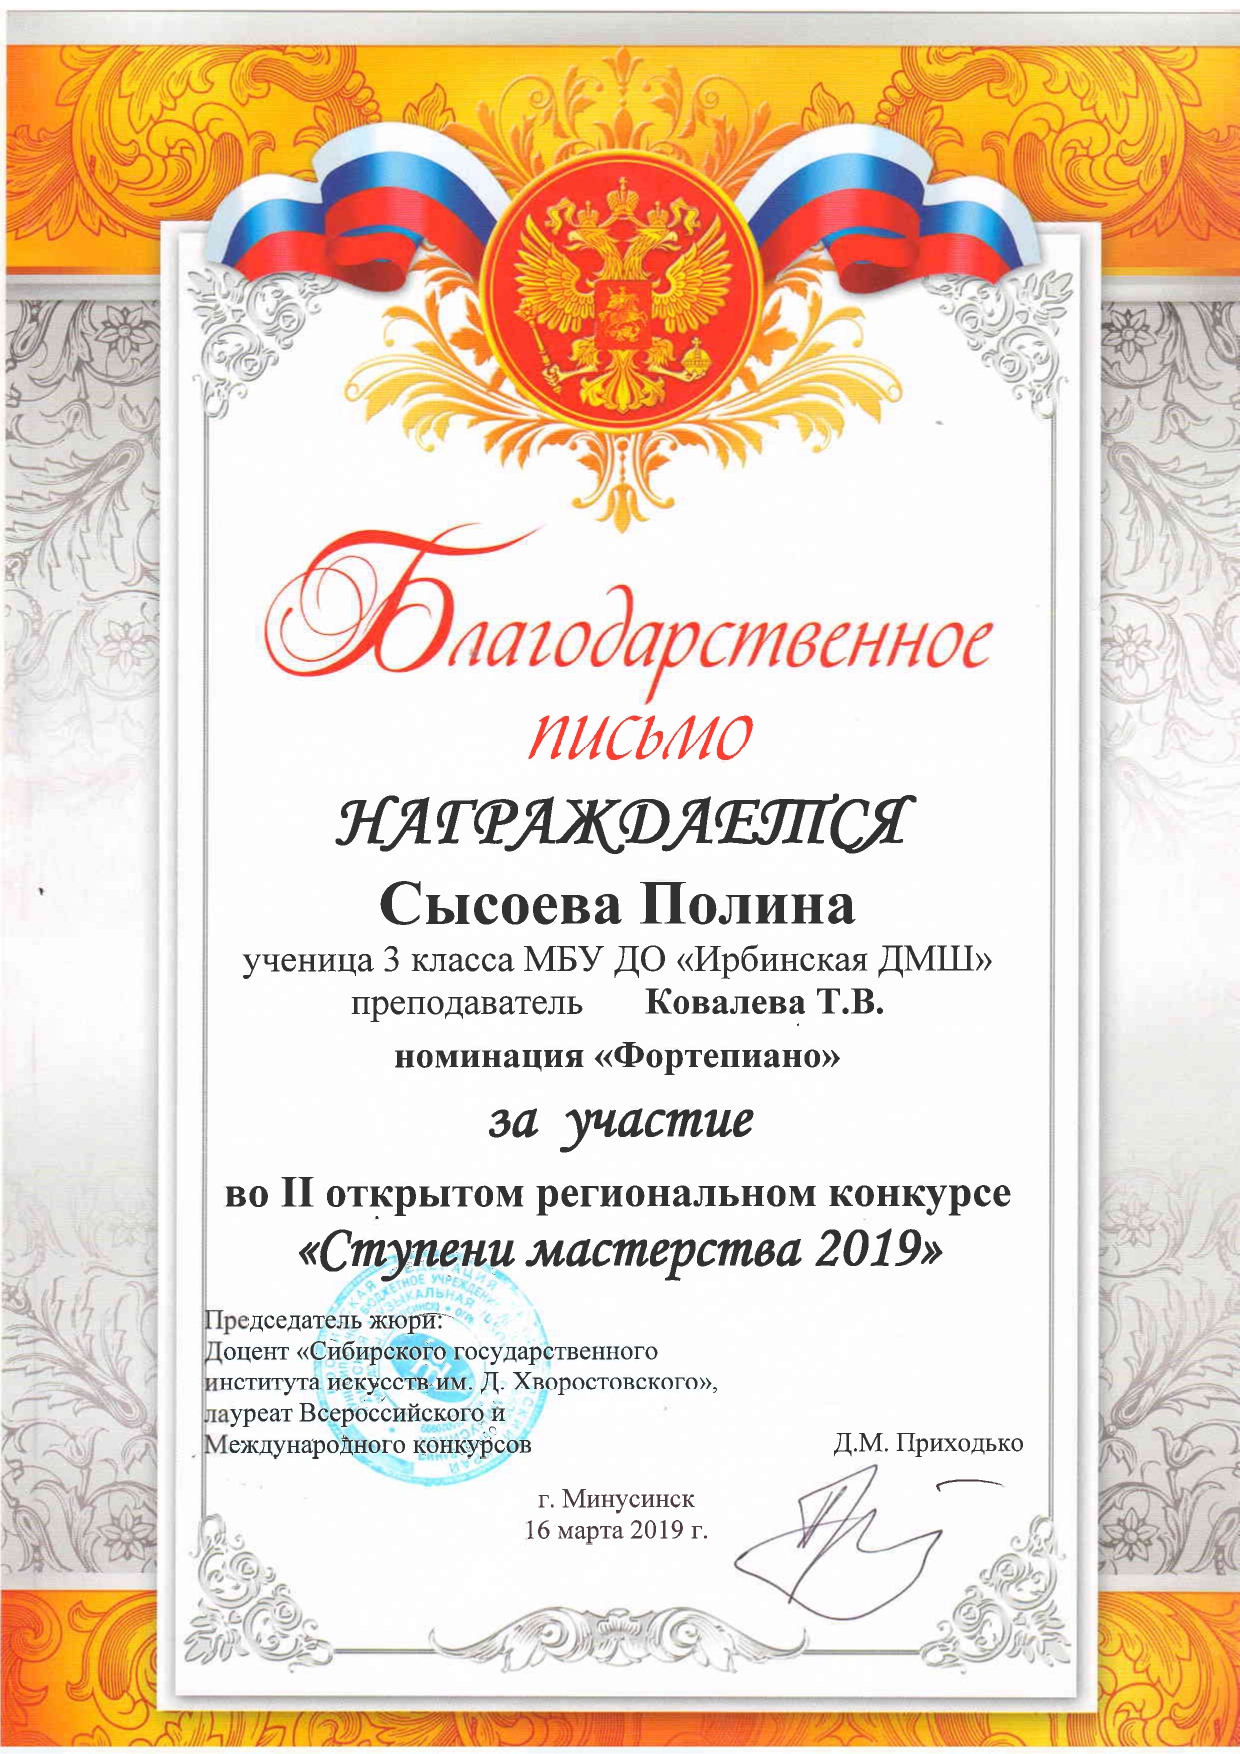 Благодарственное
письмо
НАГРАЖДАЕТСЯ
Сысоева Полина
ученица 3 класса МБУ ДО «Ирбинская ДМШ»
преподаватель Ковалева Т.В.
номинация «Фортепиано»
за участие
во II открытом региональном конкурсе
«Ступени мастерства 2019»
Председатель жюри:
Доцент «Сибирского государственного
института искусств им. Д. Хворостовского»,
лауреат Всероссийского и
Международного конкурсов
Д.М. Приходько
г. Минусинск
16 марта 2019 г.